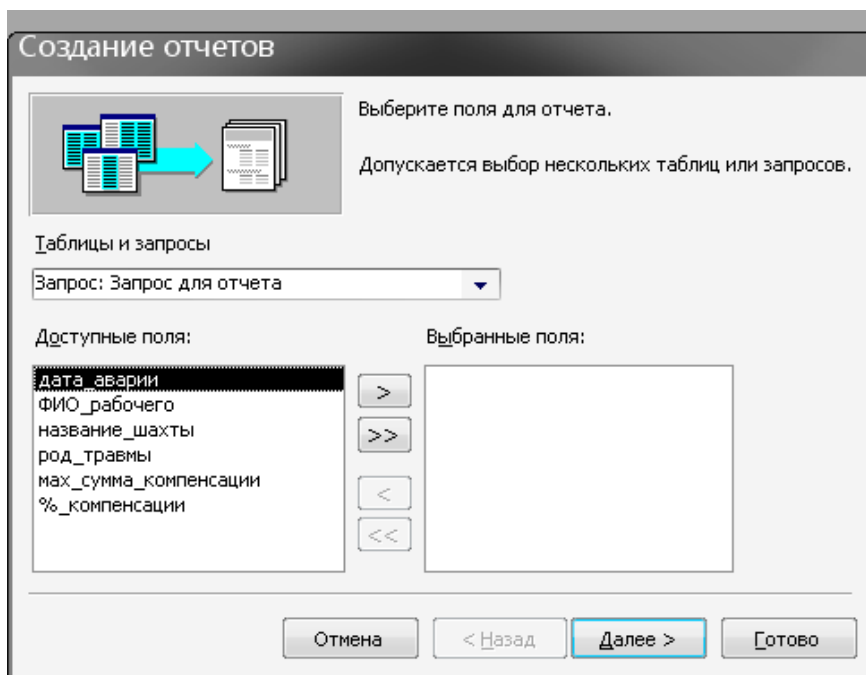 Создание отчетов
Выберите поля для отчета.
Допускается выбор нескольких таблиц или запросов.
Таблицы и запросы
Запрос: Запрос для отчета
Доступные поля:
Выбранные поля:
дата_аварии
ФИО_рабочего
название_шахты
род_травмы
мах_сумма_компенсации
%_компенсации
>
>>
<
<<
Отмена
< Назад
Далее >
Готово